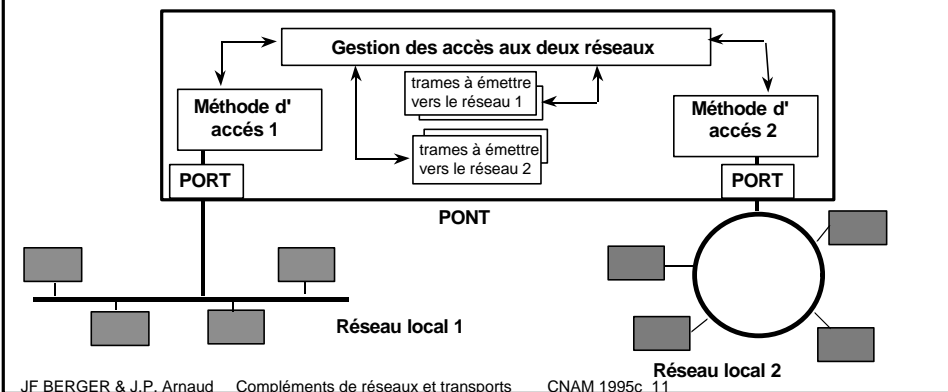 Gestion des accès aux deux réseaux
trames à émettre
vers le réseau 1
Méthode d'
accés 1
Méthode d'
accés 2
trames à émettre
vers le réseau 2
PORT
PORT
PONT
Réseau local 1
Réseau local 2
JF BERGER & J.P. Arnaud Compléments de réseaux et transports CNAM 1995c 11